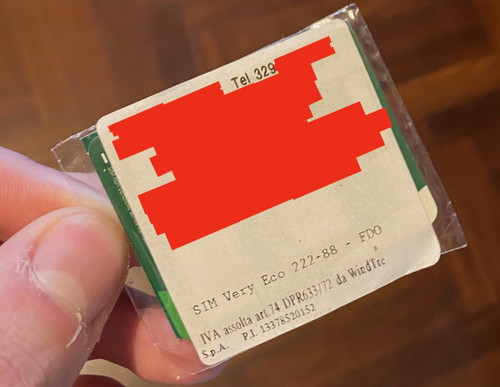 Tel 329
SIM Very Eco 222-88 - FDO
IVA assolta art.74 DPR633/72 da WindTre
S.p.A. P.I. 13378520152